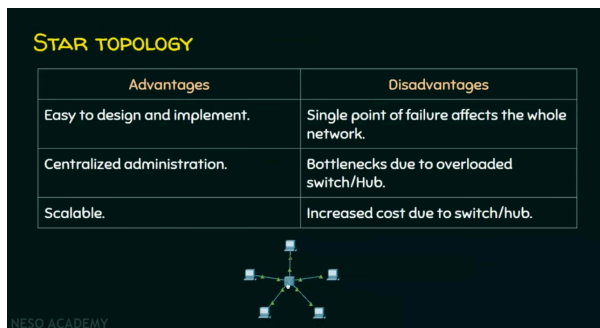 STAR TOPOLOGY
Advantages
Disadvantages
Easy to design and implement.
Single point of failure affects the whole
network.
Centralized administration.
Bottlenecks due to overloaded
switch/Hub.
Scalable.
Increased cost due to switch/hub.
NESO ACADEMY